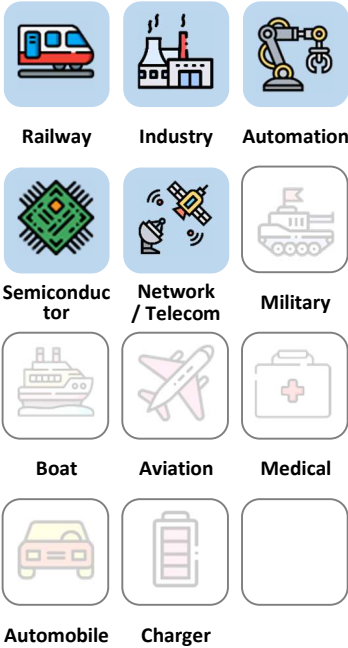 Railway
Industry
Automation
Semiconduc
tor
Network
/ Telecom
Military
Boat
Aviation
Medical
Automobile
Charger